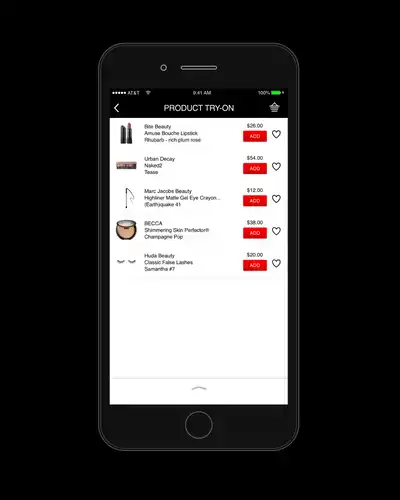 AT&T 9:41 AM 100%
PRODUCT TRY-ON
Bite Beauty $26.00
Amuse Bouche Lipstick ADD
Rhubarb - rich plum rose
Urban Decay $54.00
Naked2 ADD
Tease
Marc Jacobs Beauty $12.00
Highliner Matte Gel Eye Crayon... ADD
(Earth)quake 41
BECCA $38.00
Shimmering Skin Perfector® ADD
Champagne Pop
Huda Beauty $20.00
Classic False Lashes ADD
Samantha #7